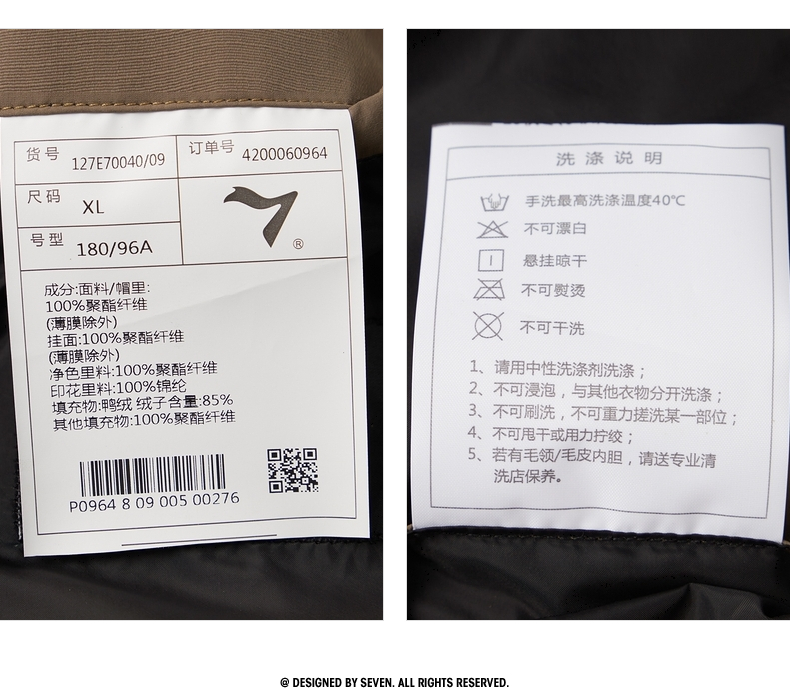 货号 127E70040/09 订单号 4200060964
尺码 XL
号型 180/96A
®
成分:面料/帽里:
100%聚酯纤维
(薄膜除外)
挂面:100%聚酯纤维
(薄膜除外)
净色里料:100%聚酯纤维
印花里料:100%锦纶
填充物:鸭绒 绒子含量:85%
其他填充物:100%聚酯纤维
P0964 8 09 005 00276
洗涤说明
手洗最高洗涤温度40℃
不可漂白
悬挂晾干
不可熨烫
不可干洗
1、请用中性洗涤剂洗涤；
2、不可浸泡，与其他衣物分开洗涤；
3、不可刷洗，不可重力搓洗某一部位；
4、不可甩干或用力拧绞；
5、若有毛领/毛皮内胆，请送专业清
洗店保养。
@ DESIGNED BY SEVEN. ALL RIGHTS RESERVED.